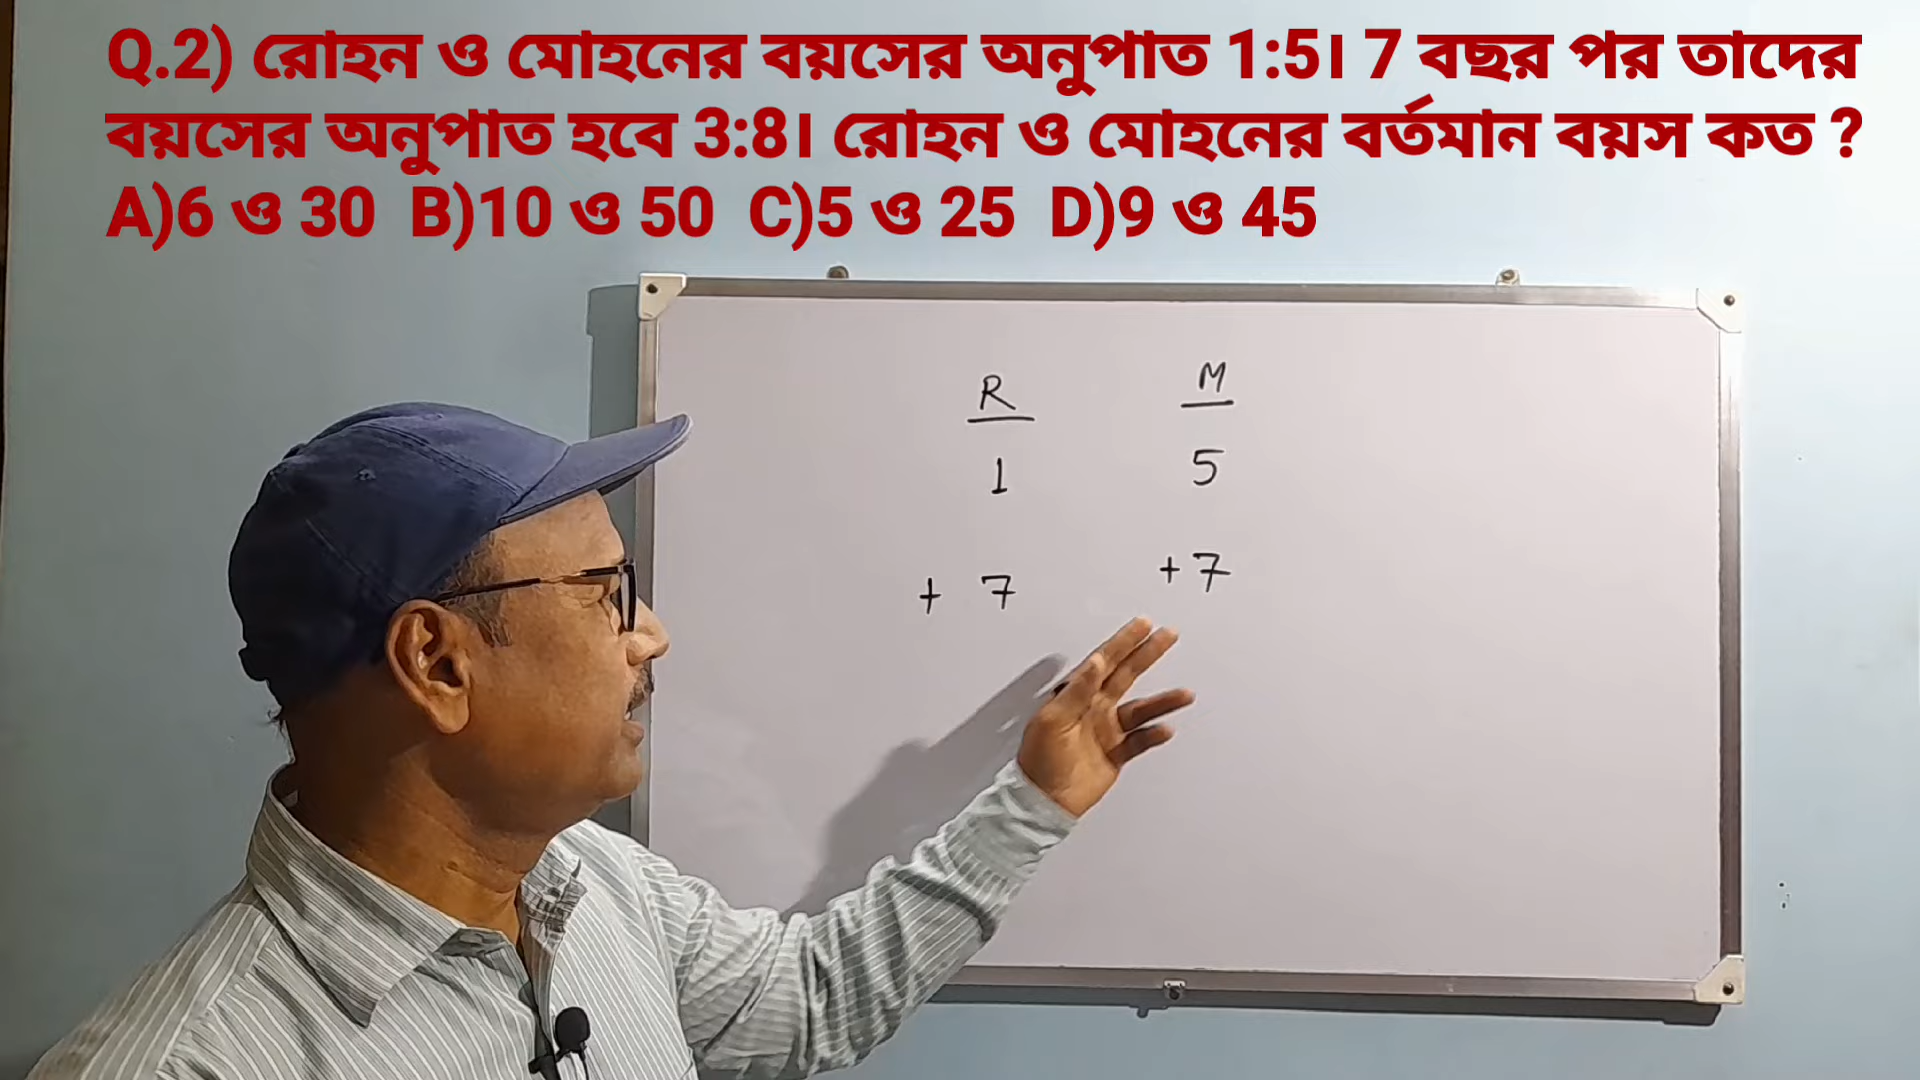 Q.2) রোহন ও মোহনের বয়সের অনুপাত 1:5। 7 বছর পর তাদের
বয়সের অনুপাত হবে 3:8। রোহন ও মোহনের বর্তমান বয়স কত ?
A)6 ও 30 B)10 ও 50 C)5 ও 25 D)9 ও 45
R M
1 5
+ 7 +7